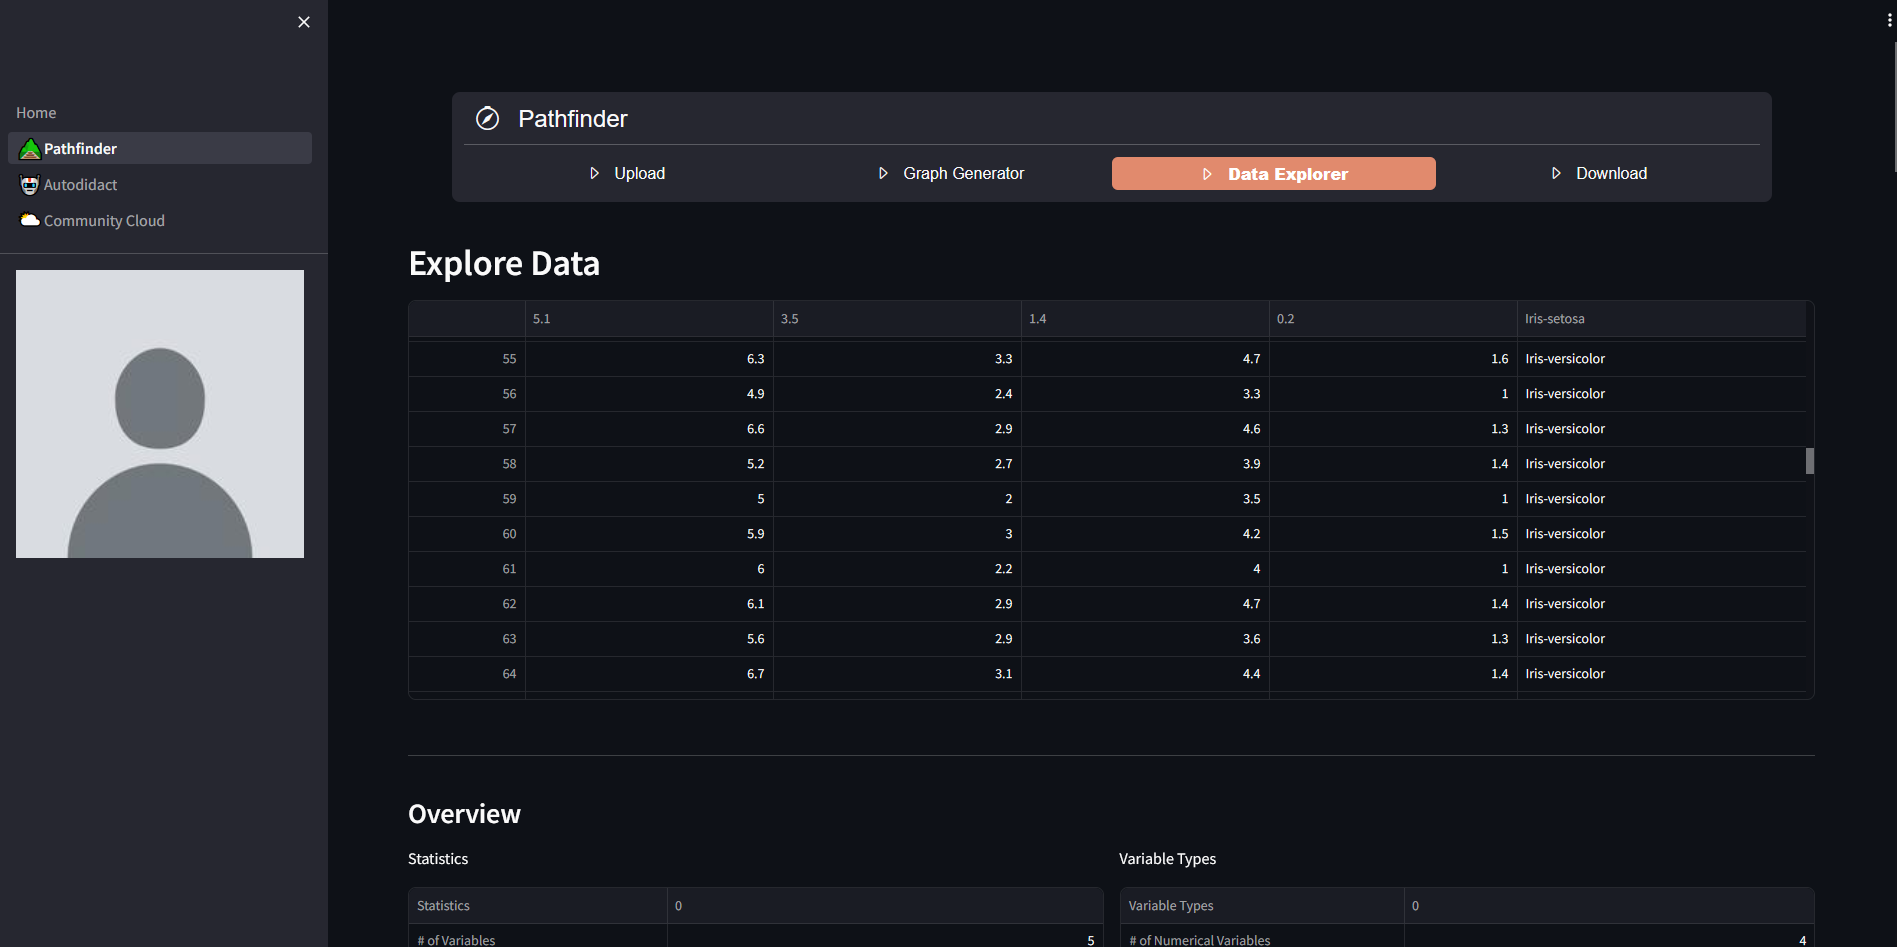 Home
Pathfinder
Autodidact
Community Cloud
Pathfinder
Upload Graph Generator Data Explorer Download
Explore Data
5.1 3.5 1.4 0.2 Iris-setosa
55 6.3 3.3 4.7 1.6 Iris-versicolor
56 4.9 2.4 3.3 1 Iris-versicolor
57 6.6 2.9 4.6 1.3 Iris-versicolor
58 5.2 2.7 3.9 1.4 Iris-versicolor
59 5 2 3.5 1 Iris-versicolor
60 5.9 3 4.2 1.5 Iris-versicolor
61 6 2.2 4 1 Iris-versicolor
62 6.1 2.9 4.7 1.4 Iris-versicolor
63 5.6 2.9 3.6 1.3 Iris-versicolor
64 6.7 3.1 4.4 1.4 Iris-versicolor
Overview
Statistics Variable Types
Statistics 0 Variable Types 0
# of Variables 5 # of Numerical Variables 4